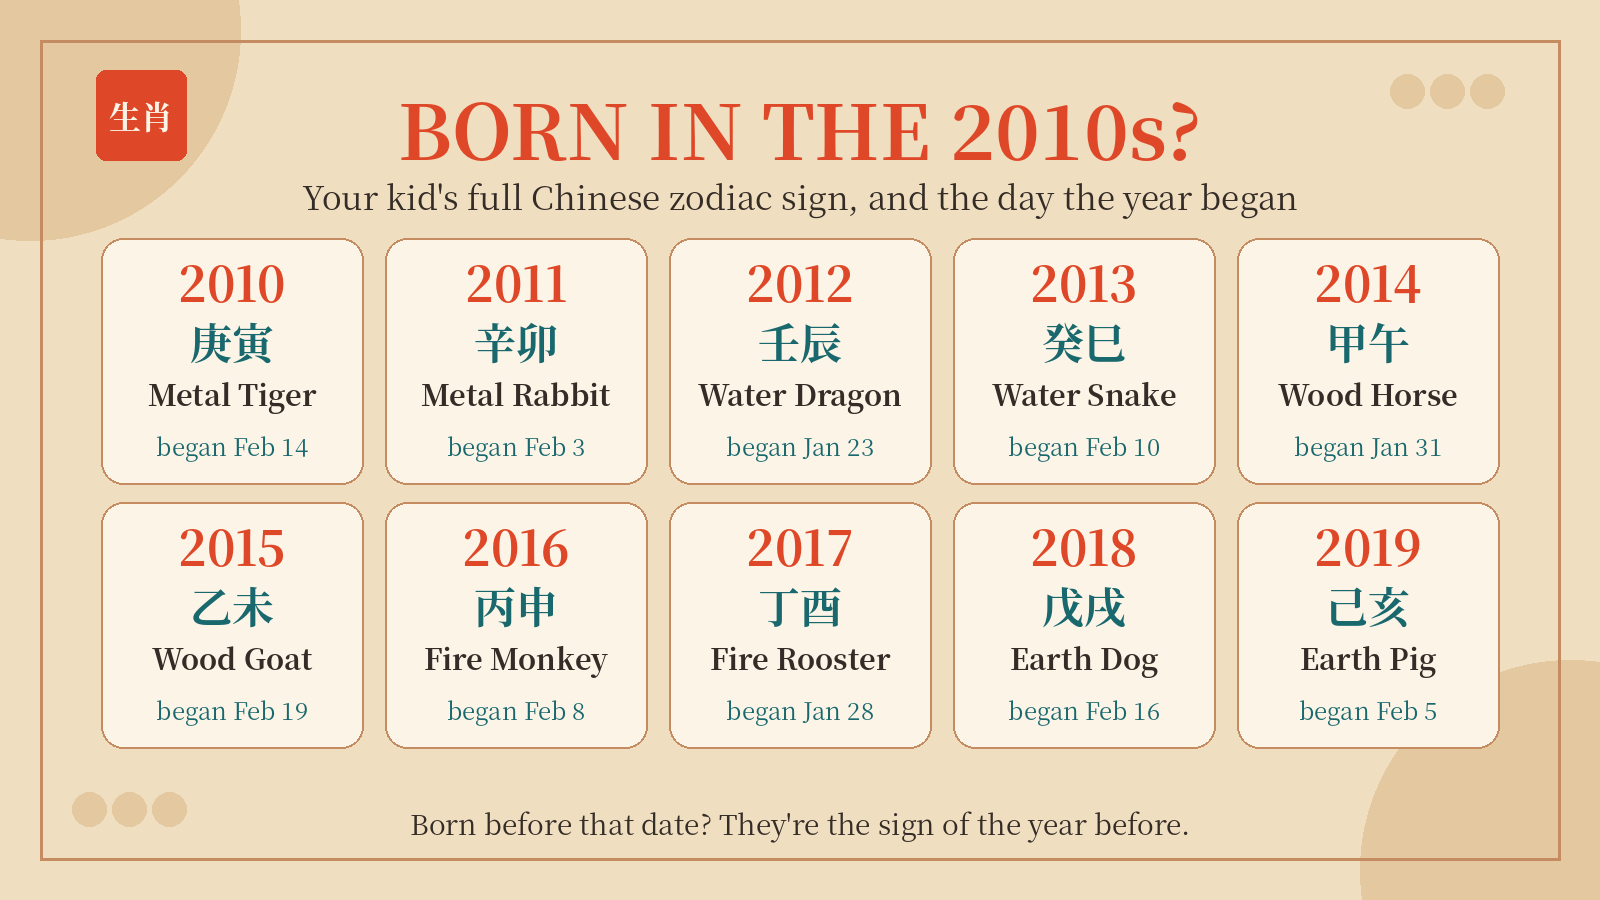 生肖
BORN IN THE 2010s?
Your kid's full Chinese zodiac sign, and the day the year began
2010
庚寅
Metal Tiger
began Feb 14
2011
辛卯
Metal Rabbit
began Feb 3
2012
壬辰
Water Dragon
began Jan 23
2013
癸巳
Water Snake
began Feb 10
2014
甲午
Wood Horse
began Jan 31
2015
乙未
Wood Goat
began Feb 19
2016
丙申
Fire Monkey
began Feb 8
2017
丁酉
Fire Rooster
began Jan 28
2018
戊戌
Earth Dog
began Feb 16
2019
己亥
Earth Pig
began Feb 5
Born before that date? They're the sign of the year before.